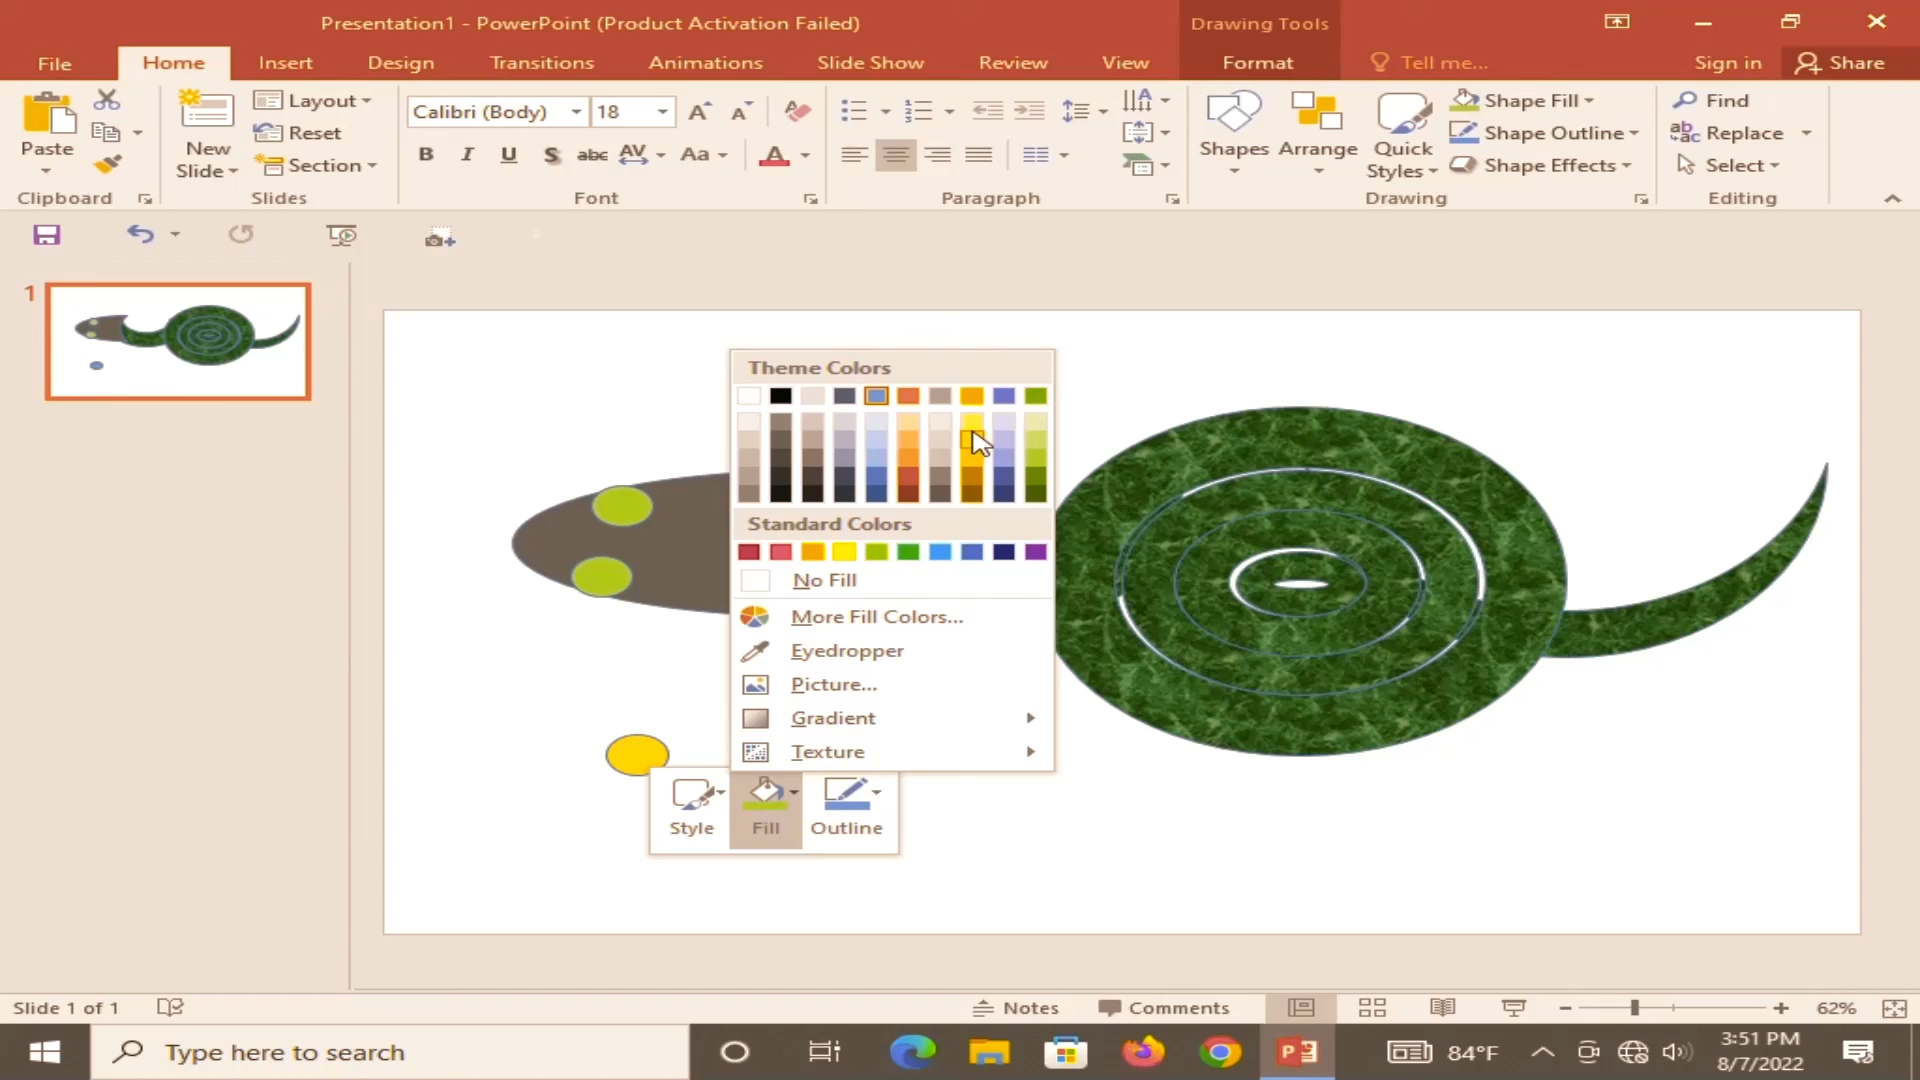 Presentation1 - PowerPoint (Product Activation Failed)
Drawing Tools
File
Home
Insert
Design
Transitions
Animations
Slide Show
Review
View
Format
Tell me...
Sign in
Share
Paste
Clipboard
New
Slide
Layout
Reset
Section
Slides
Calibri (Body)
18
B
I
U
S
abc
AV
Aa
A
Font
Paragraph
Shapes
Arrange
Quick
Styles
Shape Fill
Shape Outline
Shape Effects
Drawing
Find
Replace
Select
Editing
1
Theme Colors
Standard Colors
No Fill
More Fill Colors...
Eyedropper
Picture...
Gradient
Texture
Style
Fill
Outline
Slide 1 of 1
Notes
Comments
62%
Type here to search
84°F
3:51 PM
8/7/2022